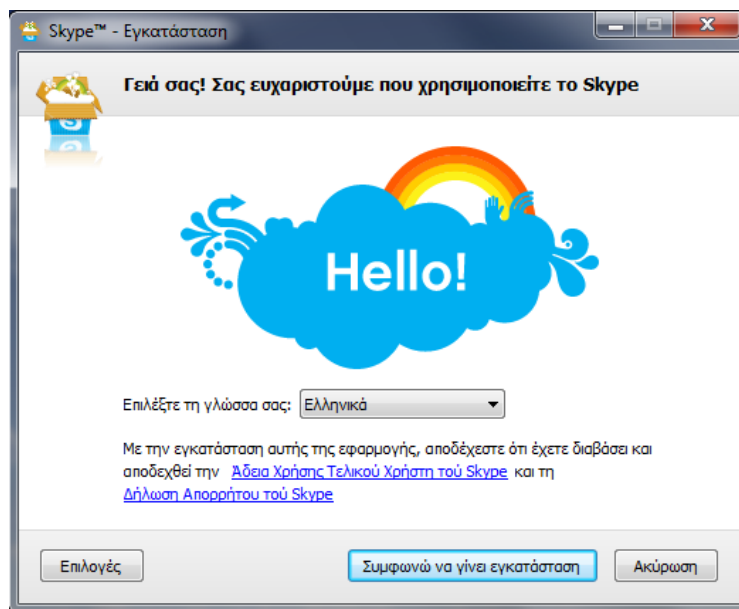 Skype™ - Εγκατάσταση
Γειά σας! Σας ευχαριστούμε που χρησιμοποιείτε το Skype
Hello!
Επιλέξτε τη γλώσσα σας: Ελληνικά
Με την εγκατάσταση αυτής της εφαρμογής, αποδέχεστε ότι έχετε διαβάσει και
αποδεχθεί την Άδεια Χρήσης Τελικού Χρήστη τού Skype και τη
Δήλωση Απορρήτου τού Skype
Επιλογές Συμφωνώ να γίνει εγκατάσταση Ακύρωση